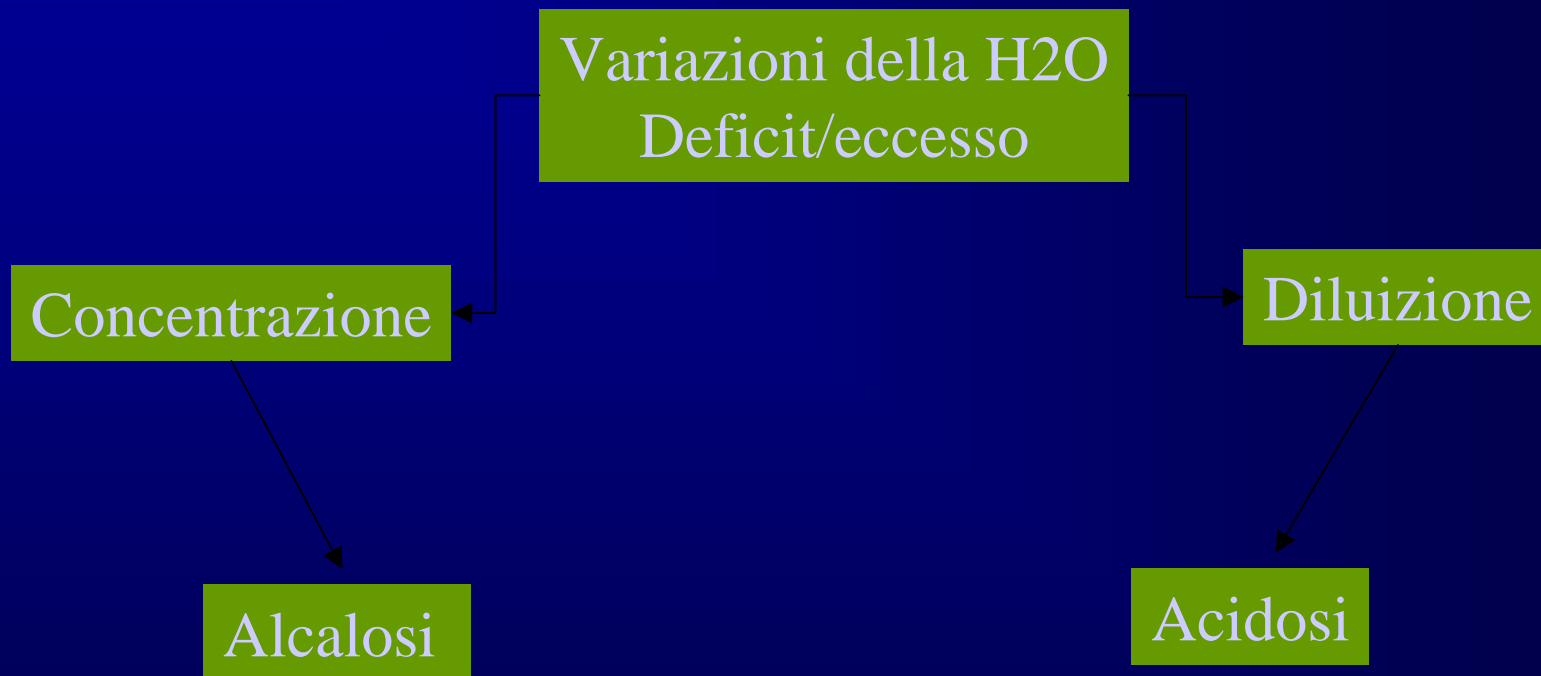 Variazioni della H2O
Deficit/eccesso
Concentrazione
Diluizione
Alcalosi
Acidosi